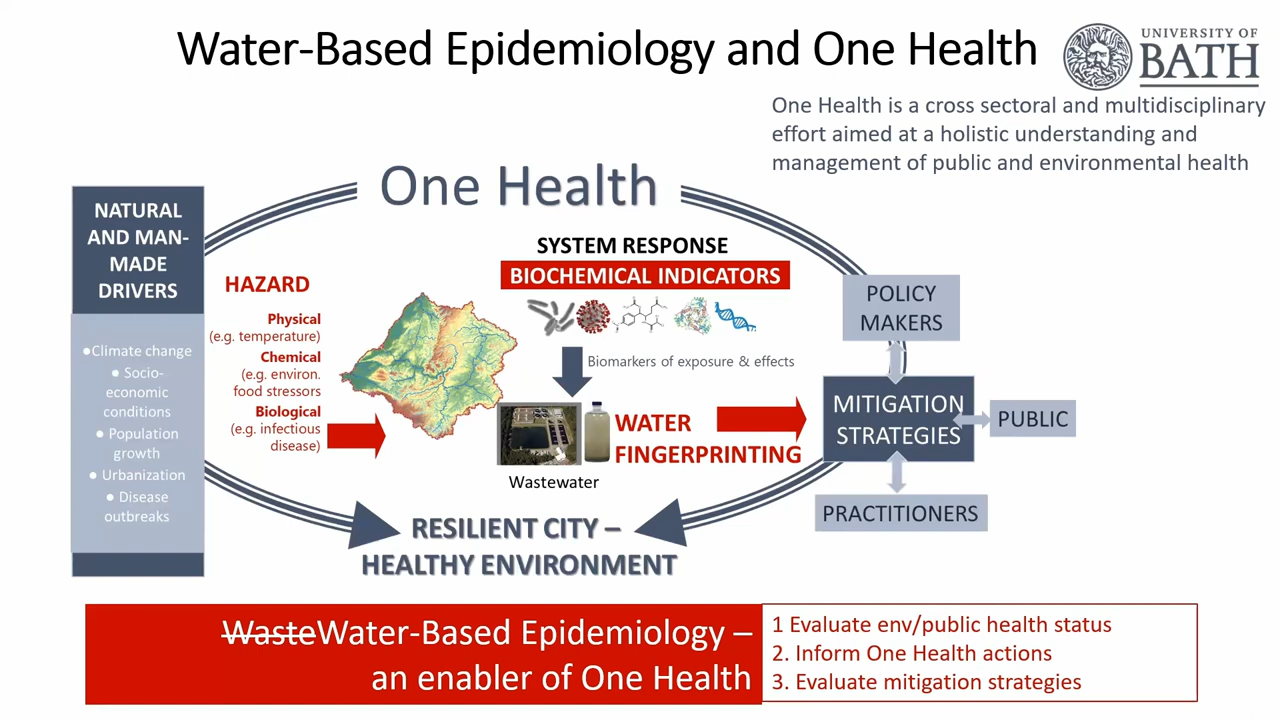 Water-Based Epidemiology and One Health
UNIVERSITY OF
BATH
One Health is a cross sectoral and multidisciplinary
effort aimed at a holistic understanding and
management of public and environmental health
One Health
NATURAL
AND MAN-
MADE
DRIVERS
●Climate change
● Socio-
economic
conditions
● Population
growth
● Urbanization
● Disease
outbreaks
HAZARD
Physical
(e.g. temperature)
Chemical
(e.g. environ.
food stressors
Biological
(e.g. infectious
disease)
SYSTEM RESPONSE
BIOCHEMICAL INDICATORS
Biomarkers of exposure & effects
WATER
FINGERPRINTING
Wastewater
POLICY
MAKERS
MITIGATION
STRATEGIES
PUBLIC
PRACTITIONERS
RESILIENT CITY –
HEALTHY ENVIRONMENT
WasteWater-Based Epidemiology –
an enabler of One Health
1 Evaluate env/public health status
2. Inform One Health actions
3. Evaluate mitigation strategies